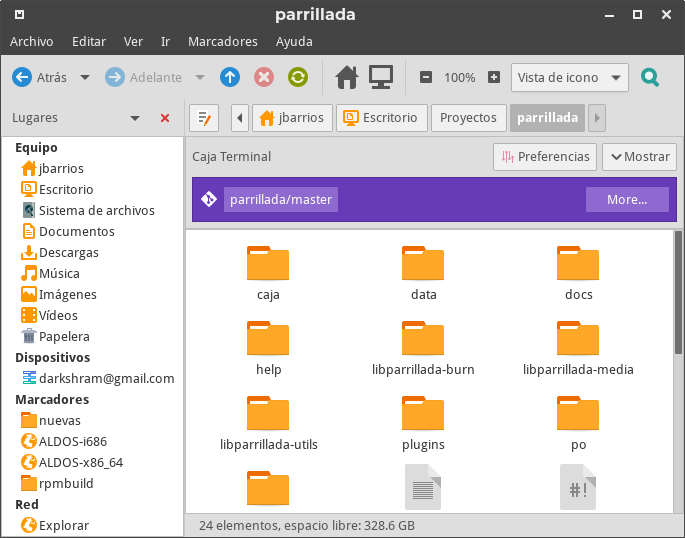 parrillada
Archivo Editar Ver Ir Marcadores Ayuda
Atrás Adelante 100% Vista de icono
Lugares jbarrios Escritorio Proyectos parrillada
Equipo
jbarrios
Escritorio
Sistema de archivos
Documentos
Descargas
Música
Imágenes
Vídeos
Papelera
Dispositivos
darkshram@gmail.com
Marcadores
nuevas
ALDOS-i686
ALDOS-x86_64
rpmbuild
Red
Explorar
Caja Terminal Preferencias Mostrar
parrillada/master More...
caja data docs
help libparrillada-burn libparrillada-media
libparrillada-utils plugins po
#!
24 elementos, espacio libre: 328.6 GB